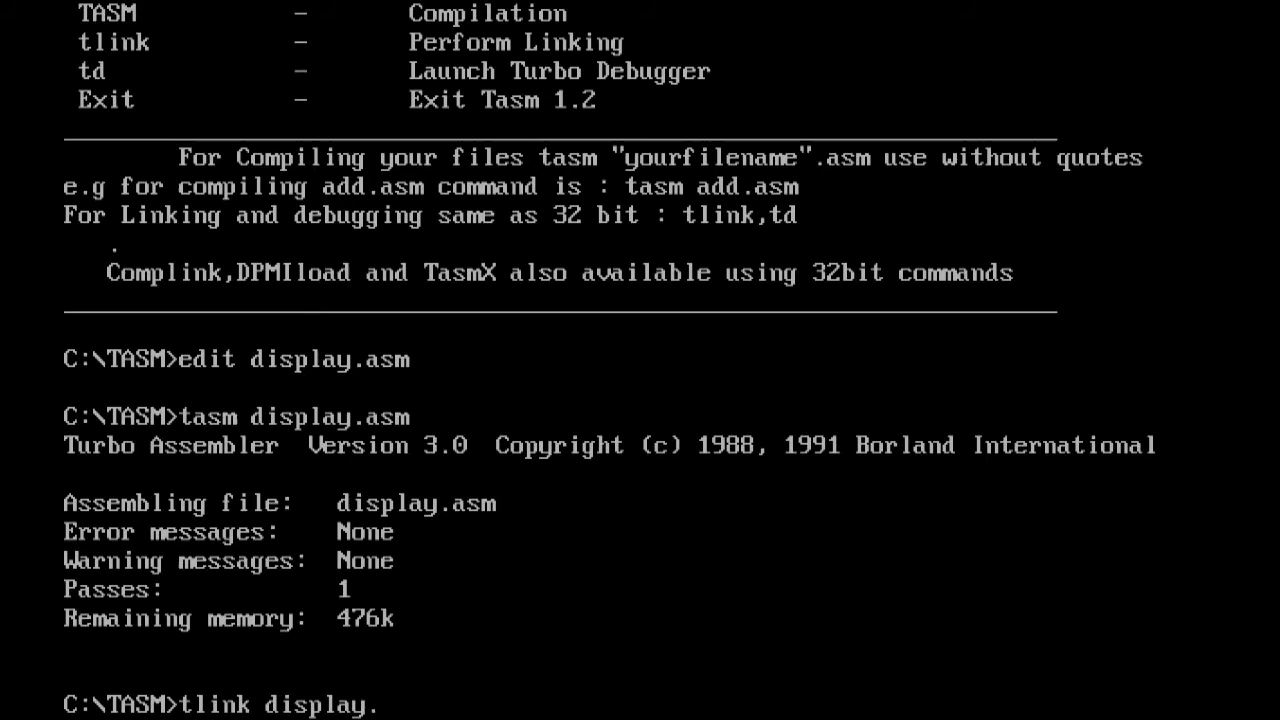 TASM - Compilation
tlink - Perform Linking
td - Launch Turbo Debugger
Exit - Exit Tasm 1.2
For Compiling your files tasm "yourfilename".asm use without quotes
e.g for compiling add.asm command is : tasm add.asm
For Linking and debugging same as 32 bit : tlink,td
.
Complink,DPMIload and TasmX also available using 32bit commands
C:\TASM>edit display.asm
C:\TASM>tasm display.asm
Turbo Assembler Version 3.0 Copyright (c) 1988, 1991 Borland International
Assembling file: display.asm
Error messages: None
Warning messages: None
Passes: 1
Remaining memory: 476k
C:\TASM>tlink display.